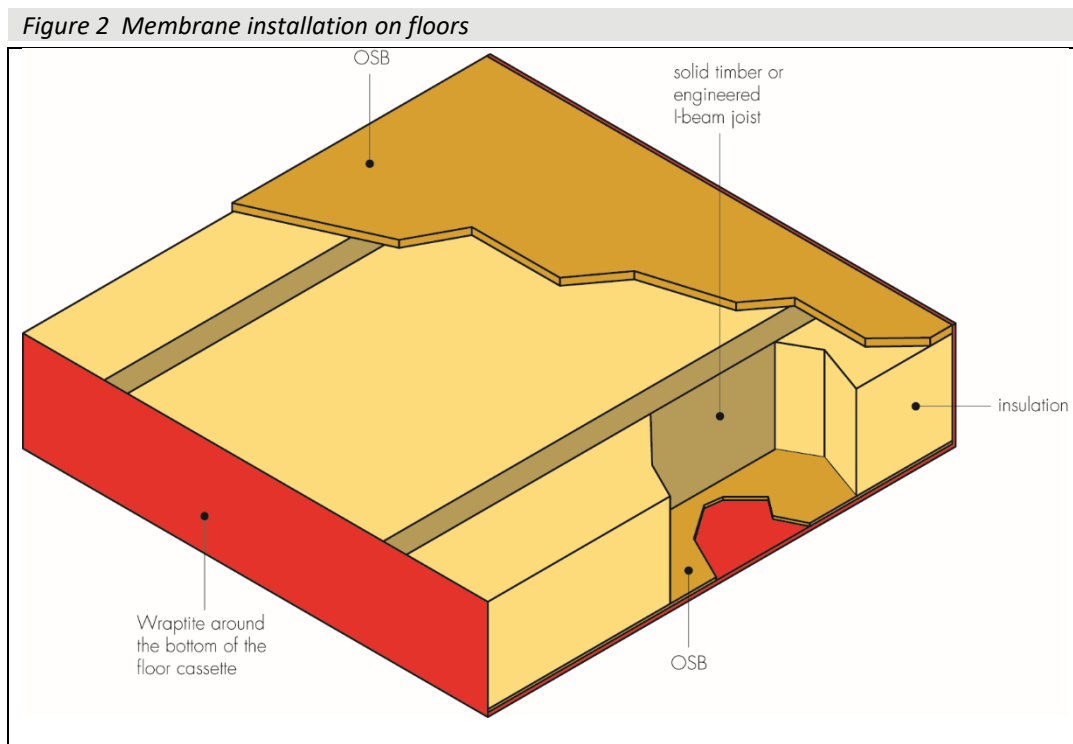 Figure 2 Membrane installation on floors
OSB
solid timber or
engineered
I-beam joist
insulation
Wraptite around
the bottom of the
floor cassette
OSB